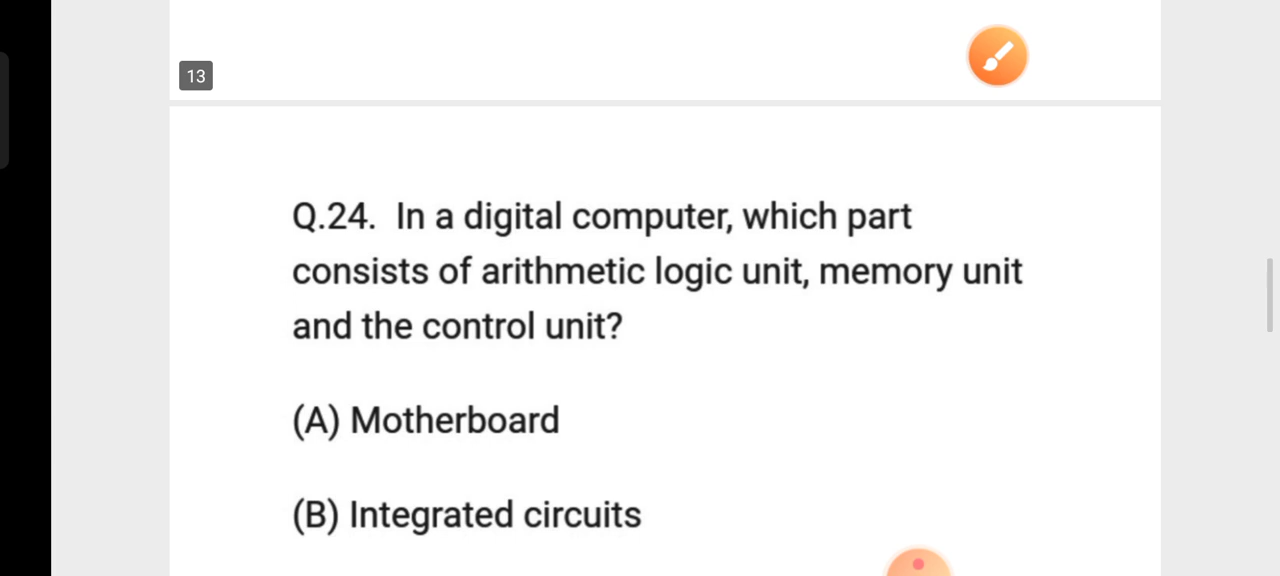 13
Q.24. In a digital computer, which part
consists of arithmetic logic unit, memory unit
and the control unit?
(A) Motherboard
(B) Integrated circuits